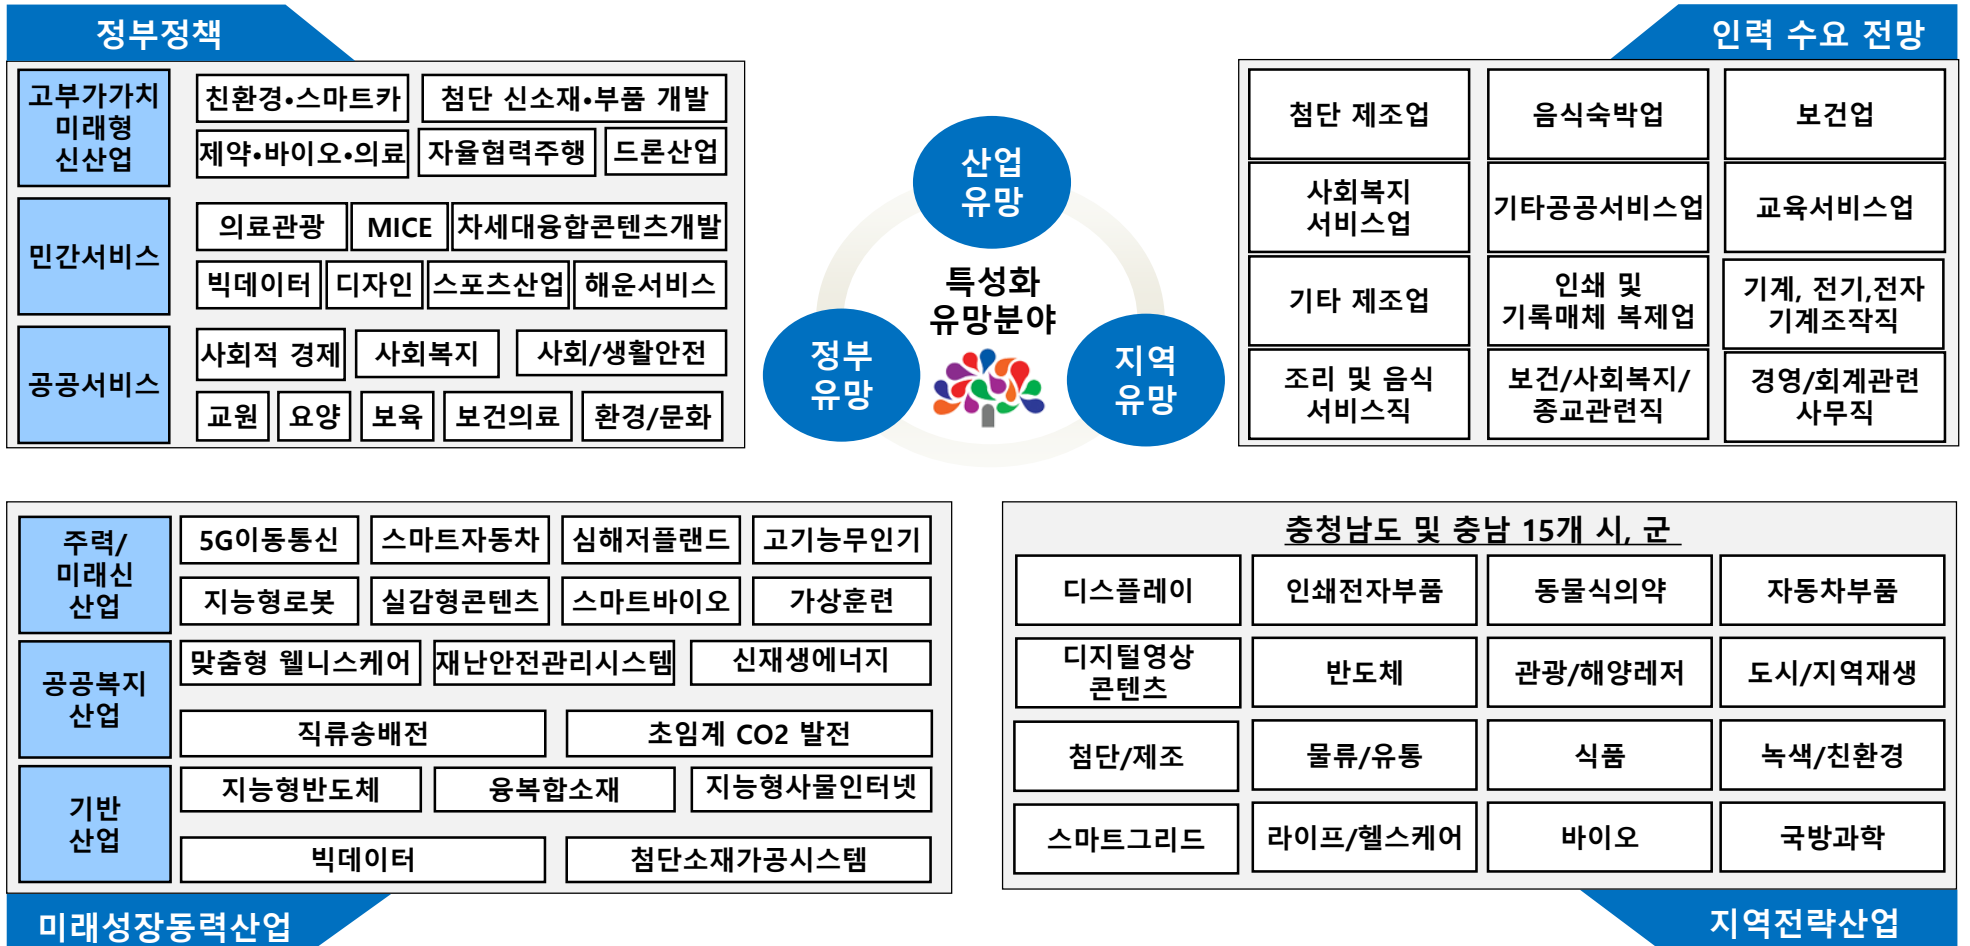 정부정책
고부가가치
미래형
신산업
친환경•스마트카
첨단 신소재•부품 개발
제약•바이오•의료
자율협력주행
드론산업
민간서비스
의료관광
MICE
차세대융합콘텐츠개발
빅데이터
디자인
스포츠산업
해운서비스
공공서비스
사회적 경제
사회복지
사회/생활안전
교원
요양
보육
보건의료
환경/문화
산업
유망
특성화
유망분야
정부
유망
지역
유망
인력 수요 전망
첨단 제조업
음식숙박업
보건업
사회복지
서비스업
기타공공서비스업
교육서비스업
기타 제조업
인쇄 및
기록매체 복제업
기계, 전기,전자
기계조작직
조리 및 음식
서비스직
보건/사회복지/
종교관련직
경영/회계관련
사무직
주력/
미래신
산업
5G이동통신
스마트자동차
심해저플랜드
고기능무인기
지능형로봇
실감형콘텐츠
스마트바이오
가상훈련
공공복지
산업
맞춤형 웰니스케어
재난안전관리시스템
신재생에너지
직류송배전
초임계 CO2 발전
기반
산업
지능형반도체
융복합소재
지능형사물인터넷
빅데이터
첨단소재가공시스템
미래성장동력산업
충청남도 및 충남 15개 시, 군
디스플레이
인쇄전자부품
동물식의약
자동차부품
디지털영상
콘텐츠
반도체
관광/해양레저
도시/지역재생
첨단/제조
물류/유통
식품
녹색/친환경
스마트그리드
라이프/헬스케어
바이오
국방과학
지역전략산업